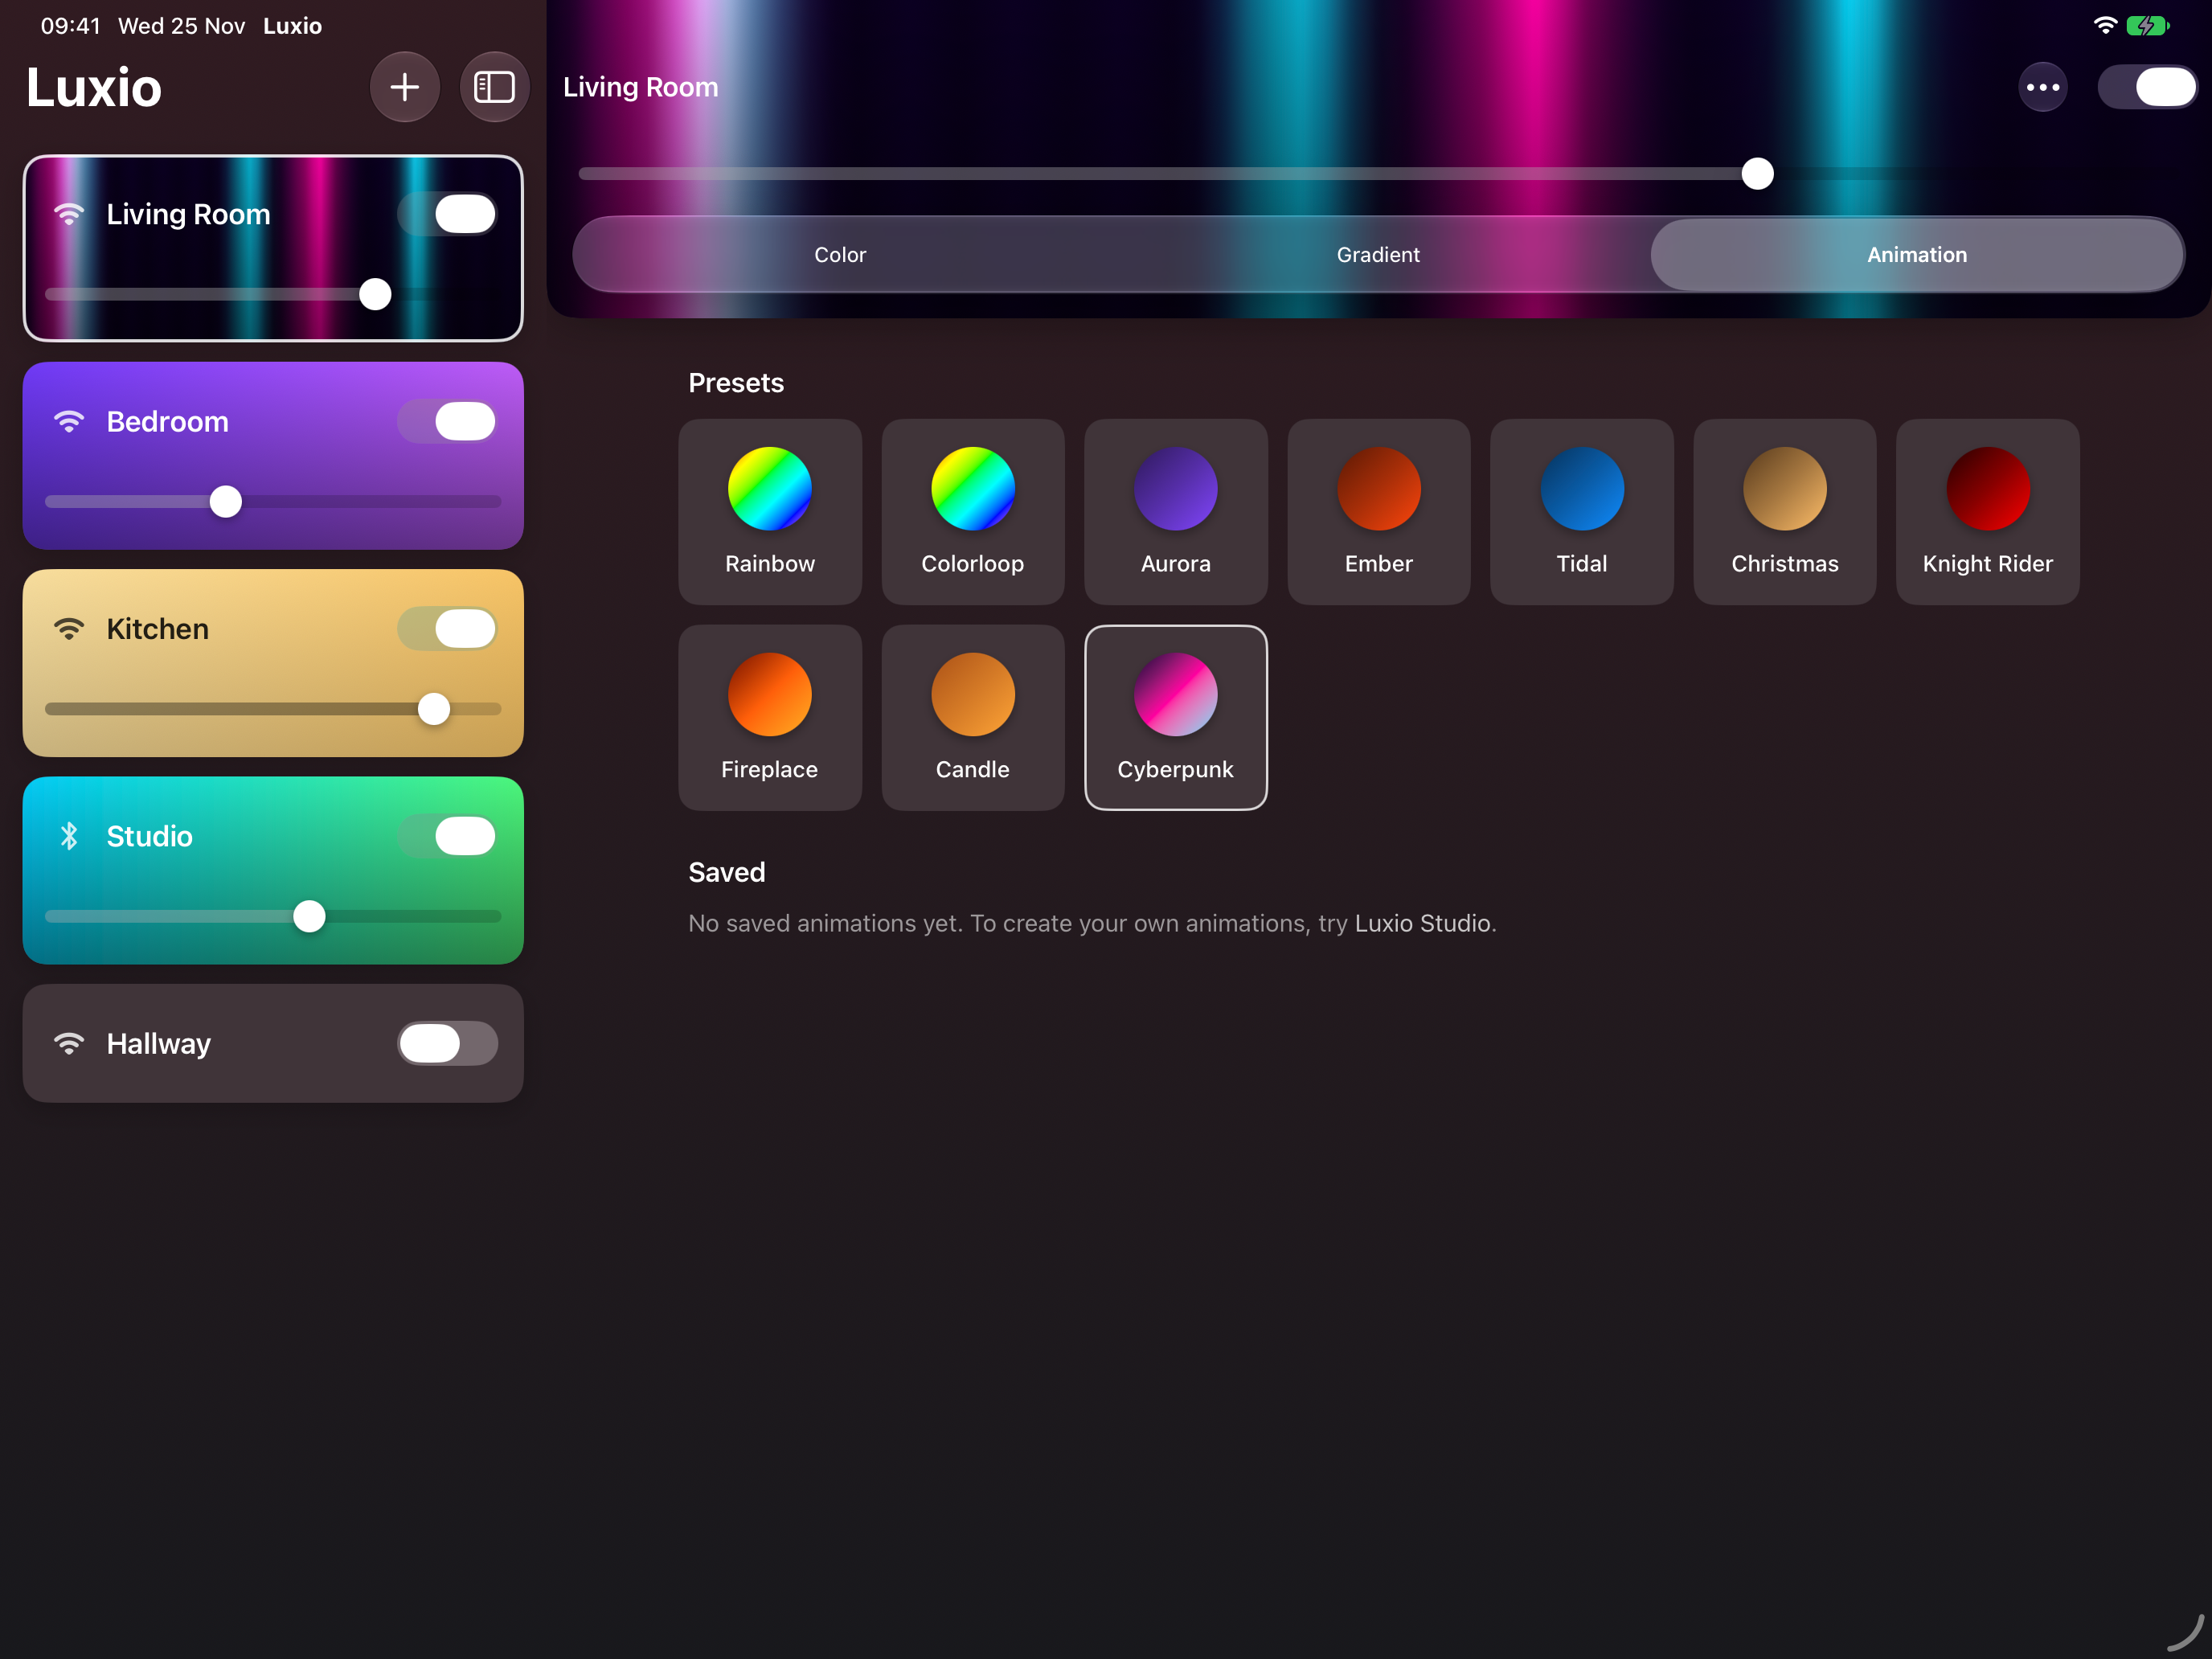 09:41 Wed 25 Nov Luxio
Luxio
Living Room
Bedroom
Kitchen
Studio
Hallway
Living Room
Color Gradient Animation
Presets
Rainbow Colorloop Aurora Ember Tidal Christmas Knight Rider
Fireplace Candle Cyberpunk
Saved
No saved animations yet. To create your own animations, try Luxio Studio.